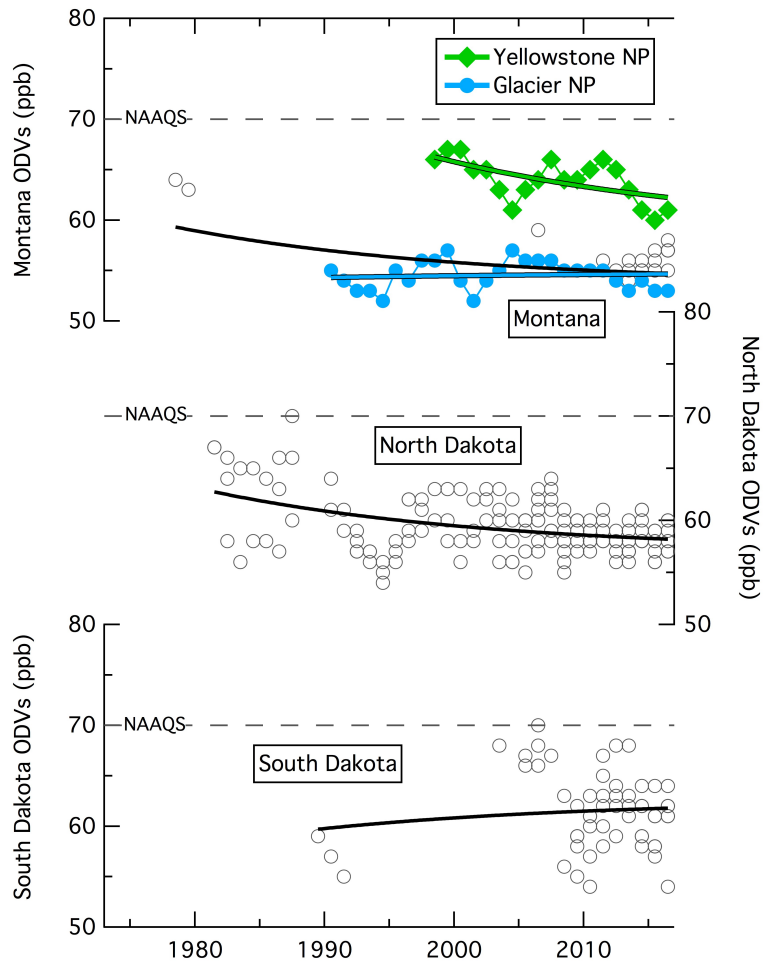 80
Yellowstone NP
Glacier NP
70
NAAQS
Montana ODVs (ppb)
60
50
Montana
80
NAAQS
70
North Dakota
North Dakota ODVs (ppb)
60
50
80
South Dakota ODVs (ppb)
70
NAAQS
South Dakota
60
50
1980 1990 2000 2010